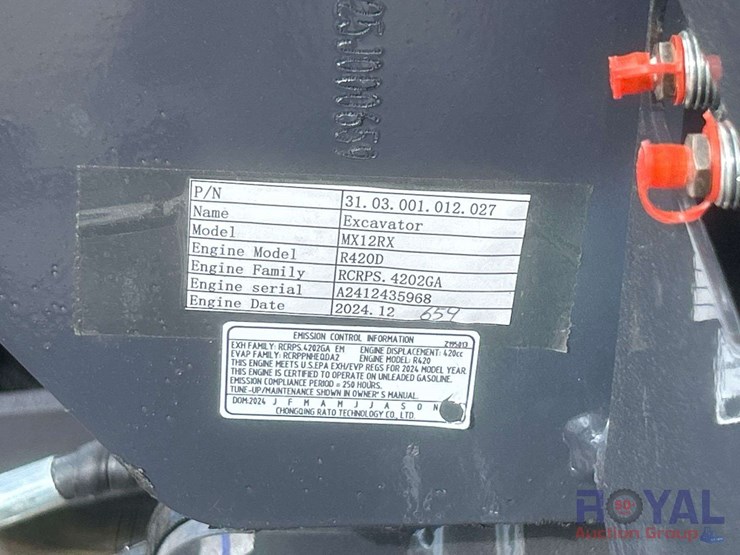 25J000659
P/N 31.03.001.012.027
Name Excavator
Model MX12RX
Engine Model R420D
Engine Family RCRPS.4202GA
Engine serial A2412435968
Engine Date 2024.12 659
EMISSION CONTROL INFORMATION
EXH FAMILY: RCRPS.4202GA EM ENGINE DISPLACEMENT: 420cc
EVAP FAMILY: RCRPPNHEQDA2 ENGINE MODEL: R420
THIS ENGINE MEETS U.S.EPA EXH/EVP REGS FOR 2024 MODEL YEAR.
THIS ENGINE IS CERTIFIED TO OPERATE ON UNLEADED GASOLINE.
EMISSION COMPLIANCE PERIOD = 250 HOURS.
TUNE-UP/MAINTENANCE SHOWN IN OWNER'S MANUAL.
DOM:2024 J F M A M J J A S O N
CHONGQING RATO TECHNOLOGY CO., LTD.
ROYAL
Auction Group